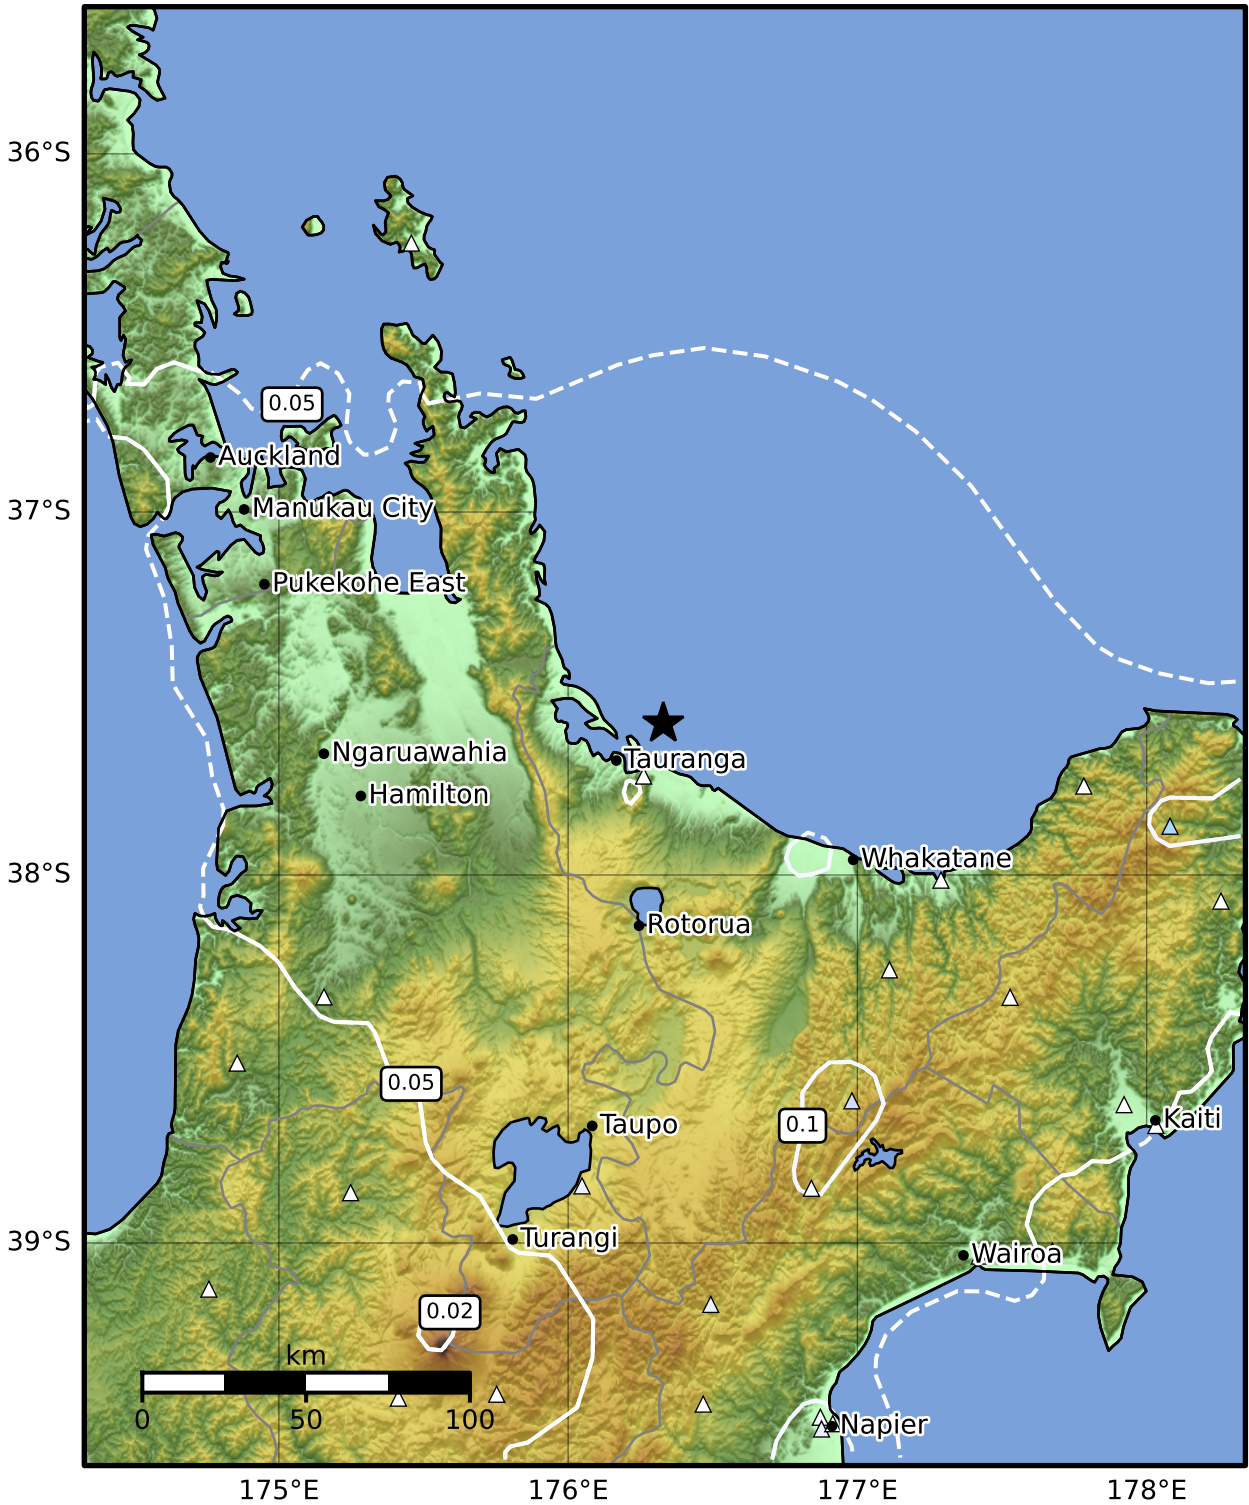 36°S
0.05
Auckland
37°S
Manukau City
Pukekohe East
Ngaruawahia
Tauranga
Hamilton
Whakatane
38°S
Rotorua
0.05
0.1
Taupo
Kaiti
39°S
Turangi
Wairoa
0.02
km
0 50 100
Napier
175°E 176°E 177°E 178°E